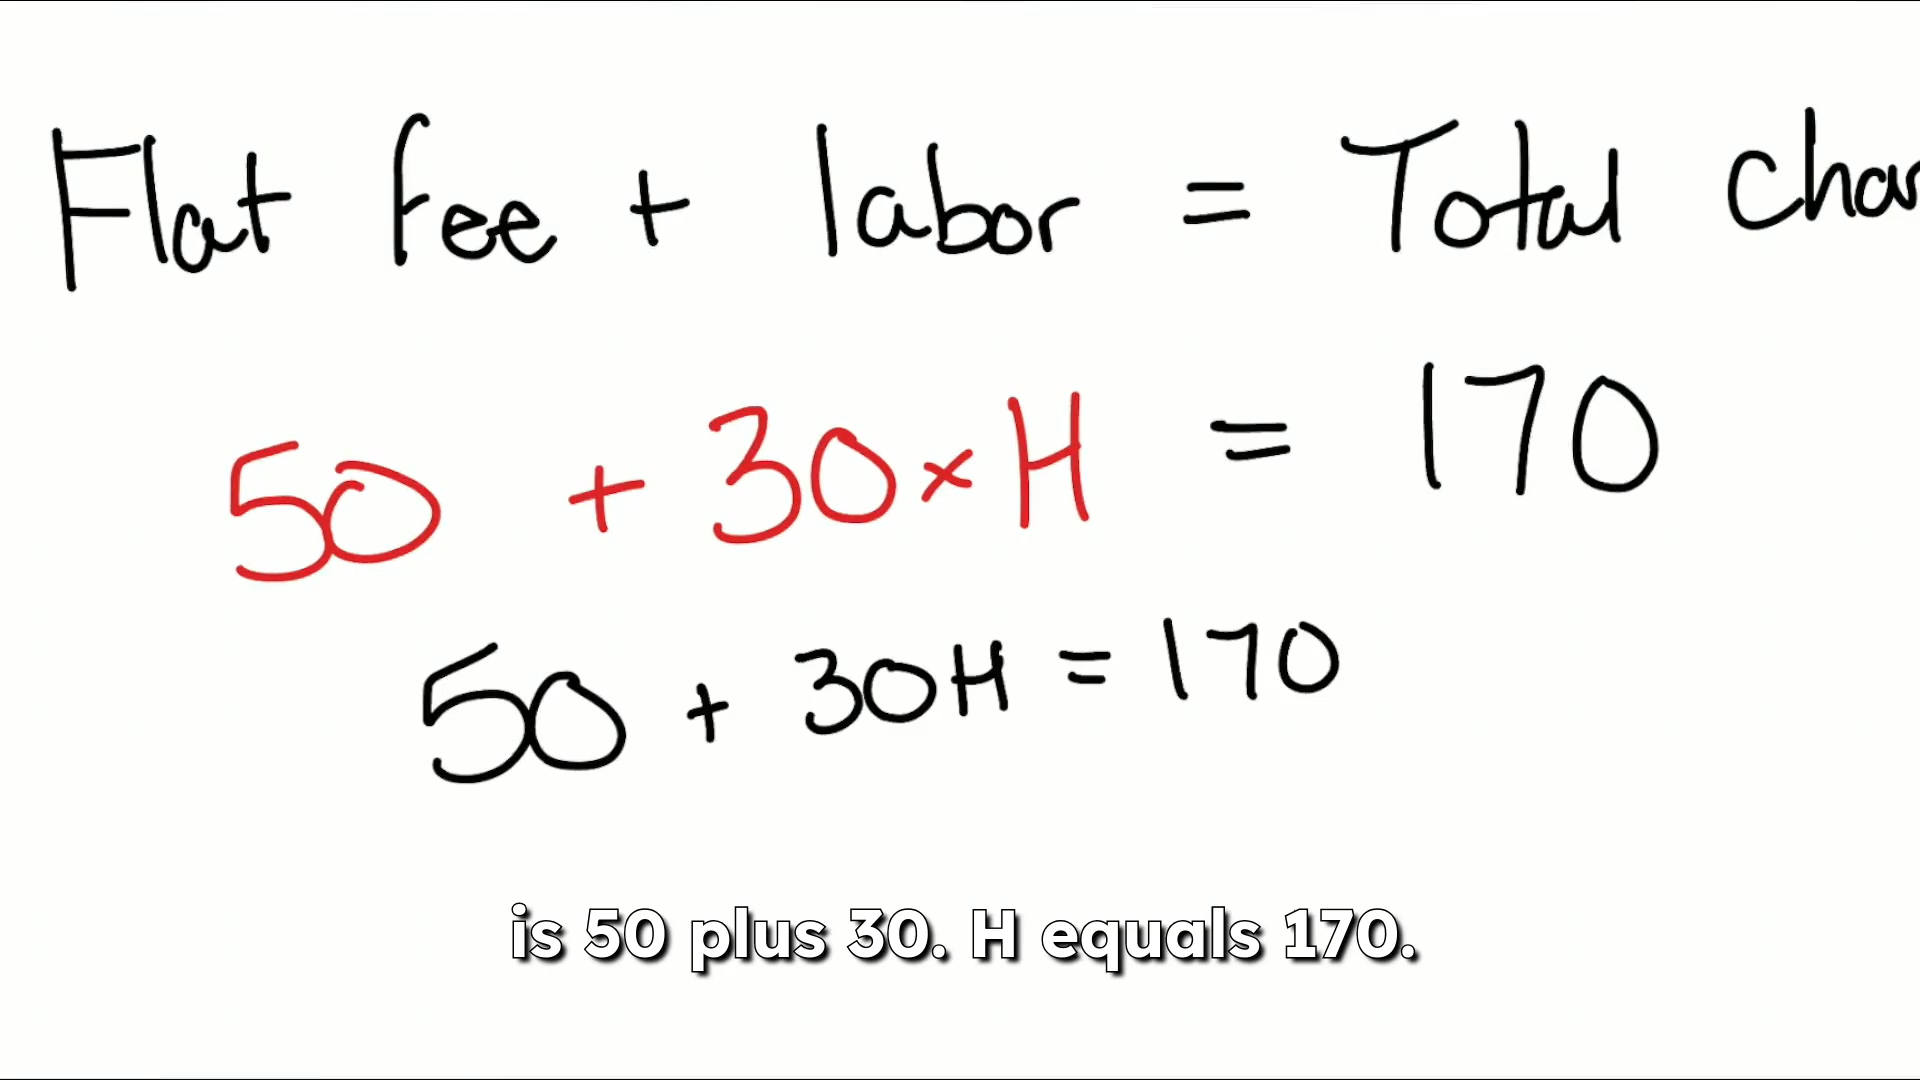 Flat fee + labor = Total char
50 + 30×H = 170
50 + 30H = 170
is 50 plus 30. H equals 170.